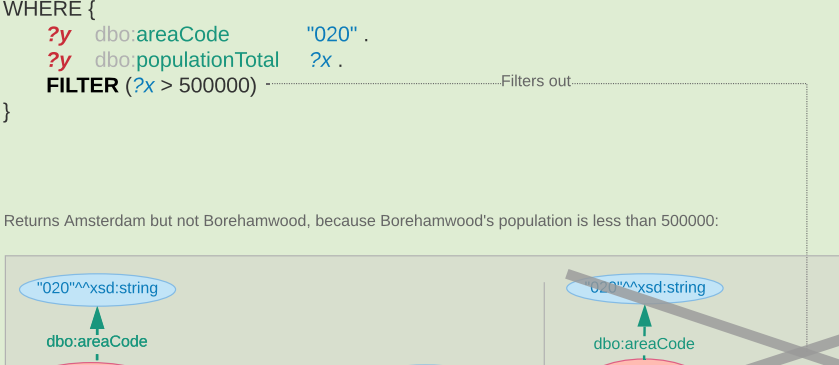 WHERE {
?y dbo:areaCode "020" .
?y dbo:populationTotal ?x .
FILTER (?x > 500000) Filters out
}
Returns Amsterdam but not Borehamwood, because Borehamwood's population is less than 500000:
"020"^^xsd:string "020"^^xsd:string
dbo:areaCode dbo:areaCode